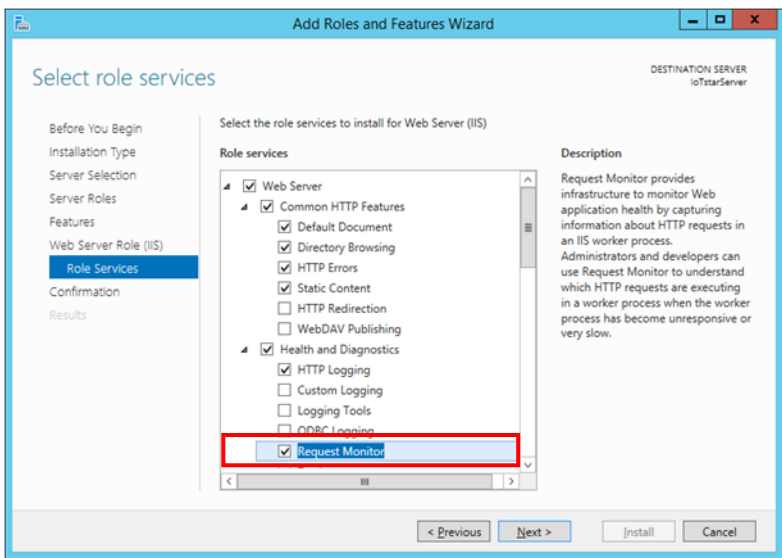 Add Roles and Features Wizard
Select role services
DESTINATION SERVER
IoTstarServer
Before You Begin
Installation Type
Server Selection
Server Roles
Features
Web Server Role (IIS)
Role Services
Confirmation
Results
Select the role services to install for Web Server (IIS)
Role services
Web Server
Common HTTP Features
Default Document
Directory Browsing
HTTP Errors
Static Content
HTTP Redirection
WebDAV Publishing
Health and Diagnostics
HTTP Logging
Custom Logging
Logging Tools
ODBC Logging
Request Monitor
Description
Request Monitor provides
infrastructure to monitor Web
application health by capturing
information about HTTP requests in
an IIS worker process.
Administrators and developers can
use Request Monitor to understand
which HTTP requests are executing
in a worker process when the worker
process has become unresponsive or
very slow.
< Previous
Next >
Install
Cancel